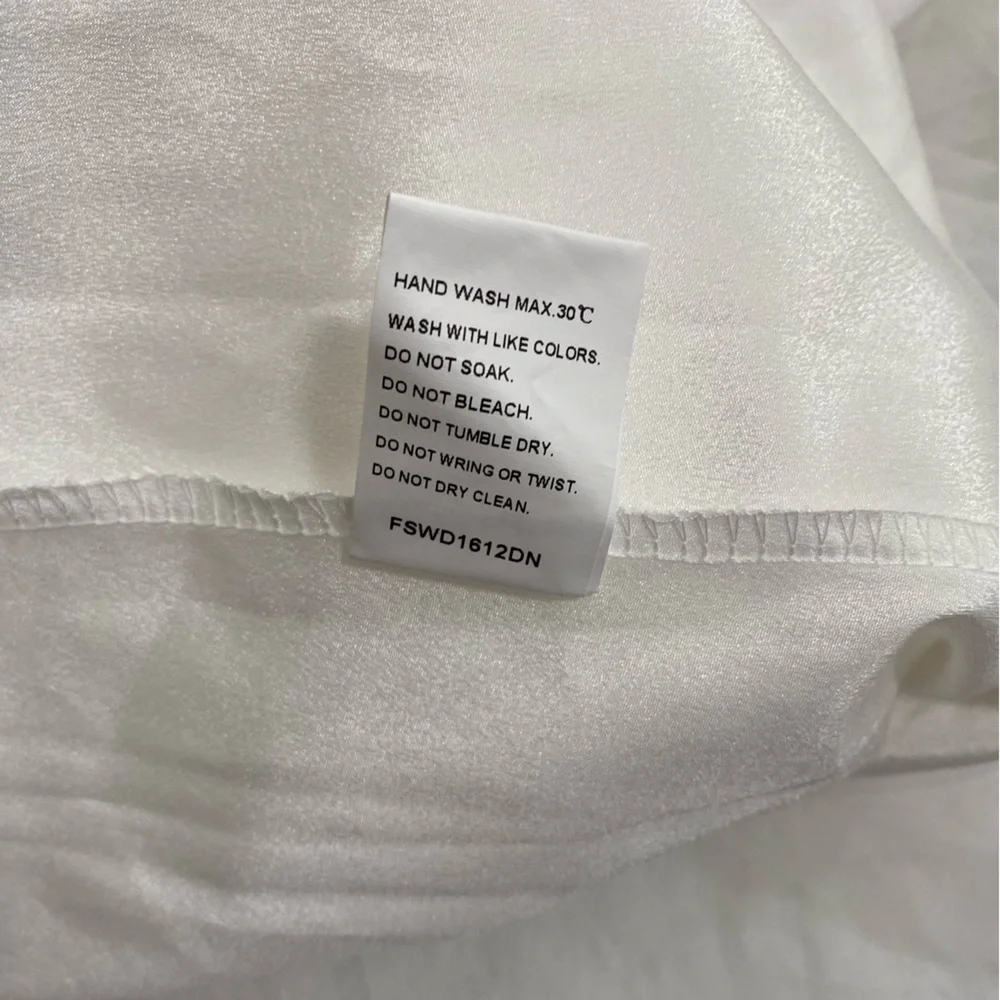 HAND WASH MAX.30℃
WASH WITH LIKE COLORS.
DO NOT SOAK.
DO NOT BLEACH.
DO NOT TUMBLE DRY.
DO NOT WRING OR TWIST.
DO NOT DRY CLEAN.
FSWD1612DN